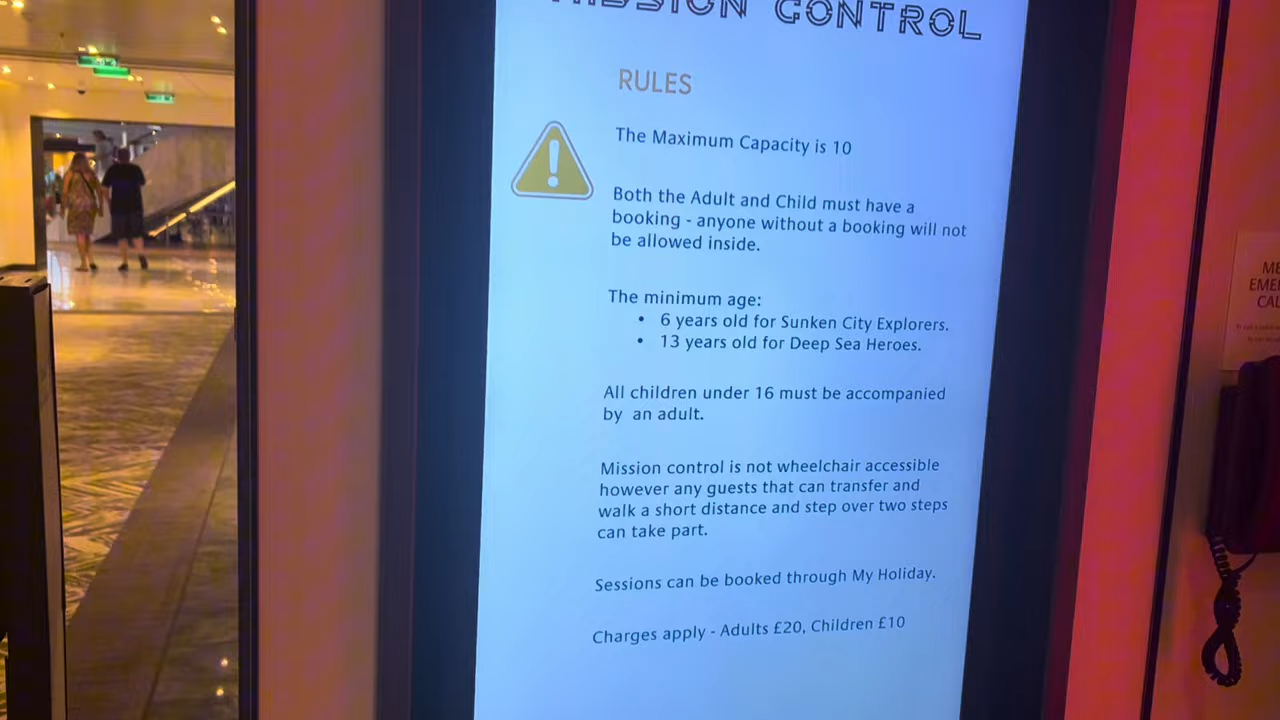 MISSION CONTROL
RULES
The Maximum Capacity is 10
Both the Adult and Child must have a
booking - anyone without a booking will not
be allowed inside.
The minimum age:
• 6 years old for Sunken City Explorers.
• 13 years old for Deep Sea Heroes.
All children under 16 must be accompanied
by an adult.
Mission control is not wheelchair accessible
however any guests that can transfer and
walk a short distance and step over two steps
can take part.
Sessions can be booked through My Holiday.
Charges apply - Adults £20, Children £10